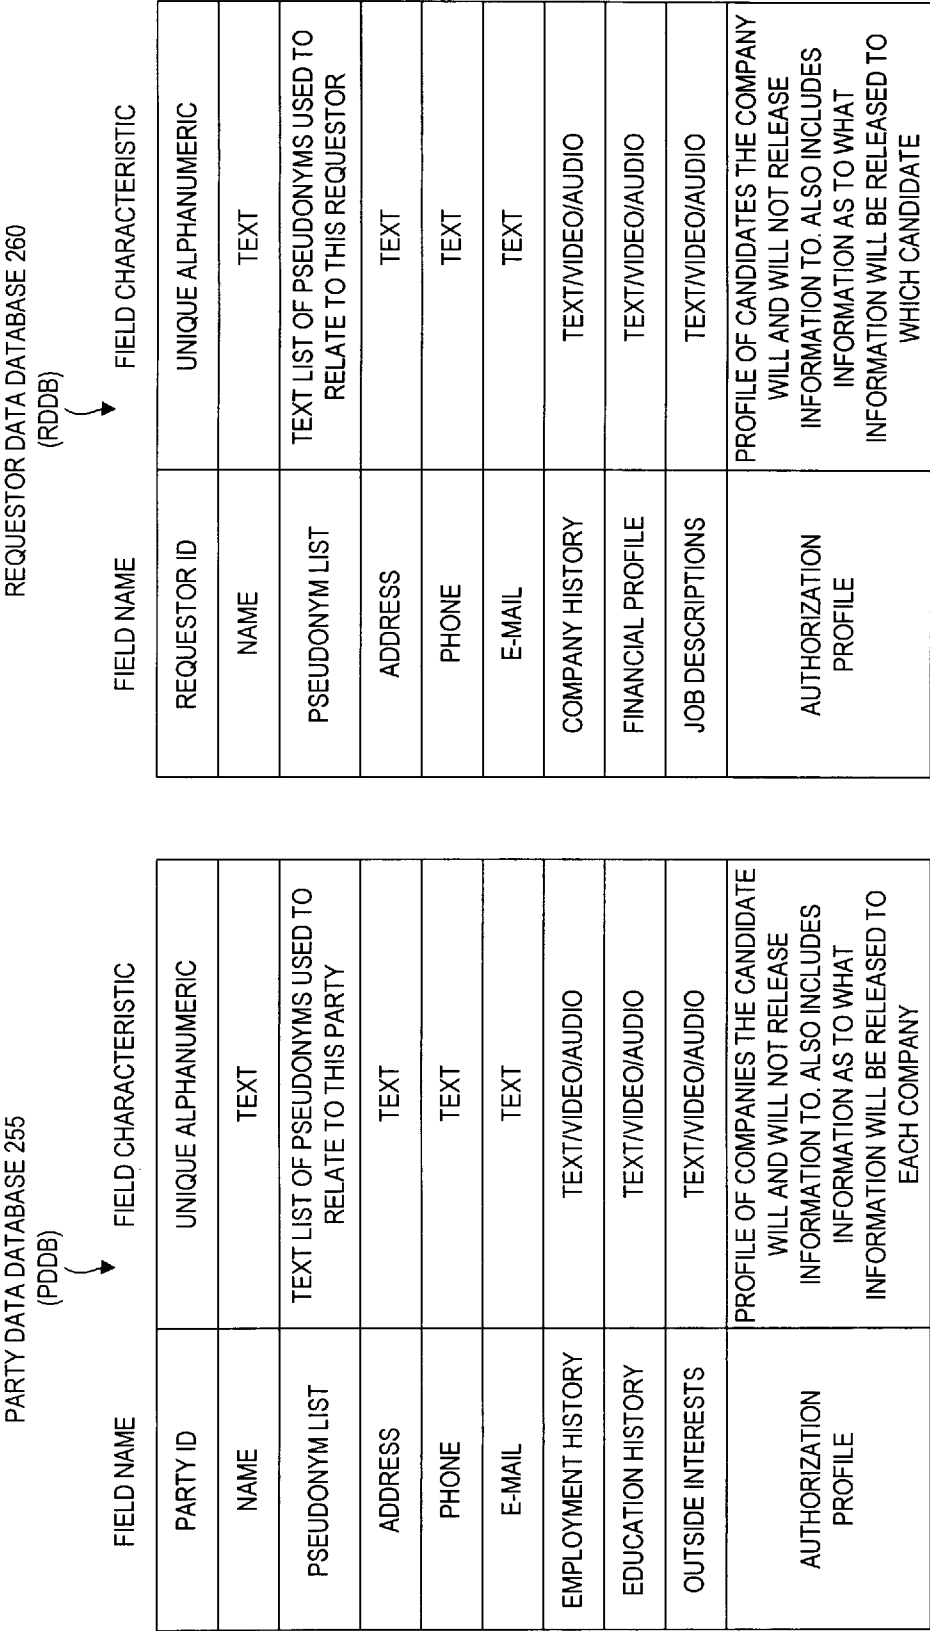 PARTY DATA DATABASE 255
(PDDB)
FIELD NAME
FIELD CHARACTERISTIC
PARTY ID
UNIQUE ALPHANUMERIC
NAME
TEXT
PSEUDONYM LIST
TEXT LIST OF PSEUDONYMS USED TO
RELATE TO THIS PARTY
ADDRESS
TEXT
PHONE
TEXT
E-MAIL
TEXT
EMPLOYMENT HISTORY
TEXT/VIDEO/AUDIO
EDUCATION HISTORY
TEXT/VIDEO/AUDIO
OUTSIDE INTERESTS
TEXT/VIDEO/AUDIO
AUTHORIZATION
PROFILE
PROFILE OF COMPANIES THE CANDIDATE
WILL AND WILL NOT RELEASE
INFORMATION TO. ALSO INCLUDES
INFORMATION AS TO WHAT
INFORMATION WILL BE RELEASED TO
EACH COMPANY
REQUESTOR DATA DATABASE 260
(RDDB)
FIELD NAME
FIELD CHARACTERISTIC
REQUESTOR ID
UNIQUE ALPHANUMERIC
NAME
TEXT
PSEUDONYM LIST
TEXT LIST OF PSEUDONYMS USED TO
RELATE TO THIS REQUESTOR
ADDRESS
TEXT
PHONE
TEXT
E-MAIL
TEXT
COMPANY HISTORY
TEXT/VIDEO/AUDIO
FINANCIAL PROFILE
TEXT/VIDEO/AUDIO
JOB DESCRIPTIONS
TEXT/VIDEO/AUDIO
AUTHORIZATION
PROFILE
PROFILE OF CANDIDATES THE COMPANY
WILL AND WILL NOT RELEASE
INFORMATION TO. ALSO INCLUDES
INFORMATION AS TO WHAT
INFORMATION WILL BE RELEASED TO
WHICH CANDIDATE